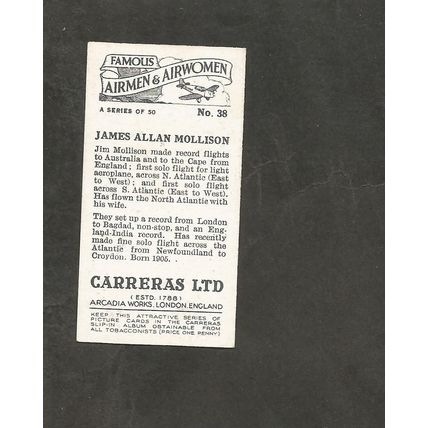 FAMOUS
AIRMEN & AIRWOMEN
A SERIES OF 50 No. 38
JAMES ALLAN MOLLISON
Jim Mollison made record flights
to Australia and to the Cape from
England; first solo flight for light
aeroplane, across N. Atlantic (East
to West); and first solo flight
across S. Atlantic (East to West).
Has flown the North Atlantic with
his wife.
They set up a record from London
to Bagdad, non-stop, and an Eng-
land-India record. Has recently
made fine solo flight across the
Atlantic from Newfoundland to
Croydon. Born 1905.
CARRERAS LTD
(ESTD. 1788)
ARCADIA WORKS, LONDON, ENGLAND
KEEP THIS ATTRACTIVE SERIES OF
PICTURE CARDS IN THE CARRERAS
SLIP-IN ALBUM OBTAINABLE FROM
ALL TOBACCONISTS (PRICE ONE PENNY)